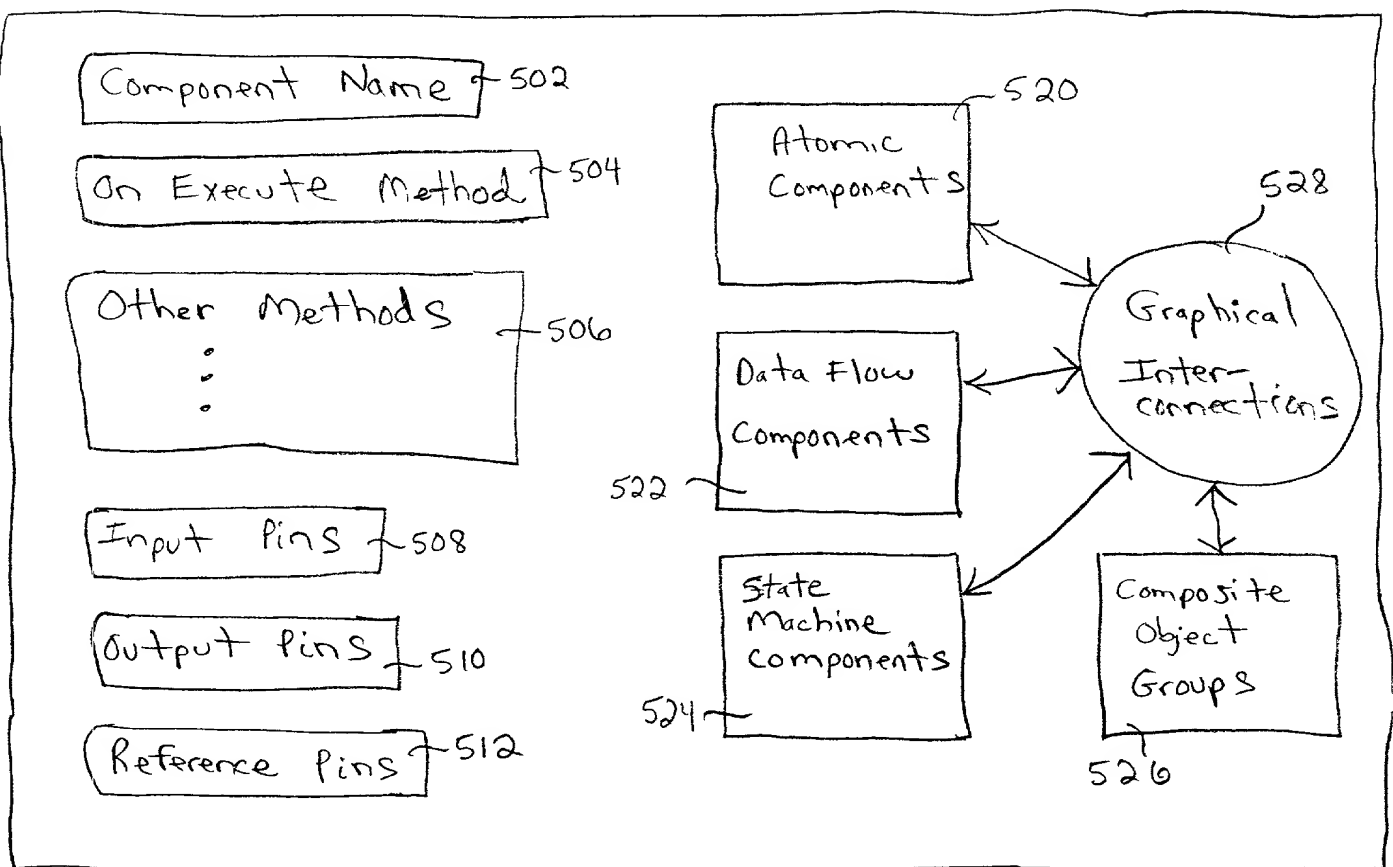 Component Name
502
On Execute Method
504
Other Methods
506
Input Pins
508
Output Pins
510
Reference Pins
512
Atomic
Components
520
Data Flow
Components
522
State
Machine
Components
524
Graphical
Inter-
connections
528
Composite
Object
Groups
526